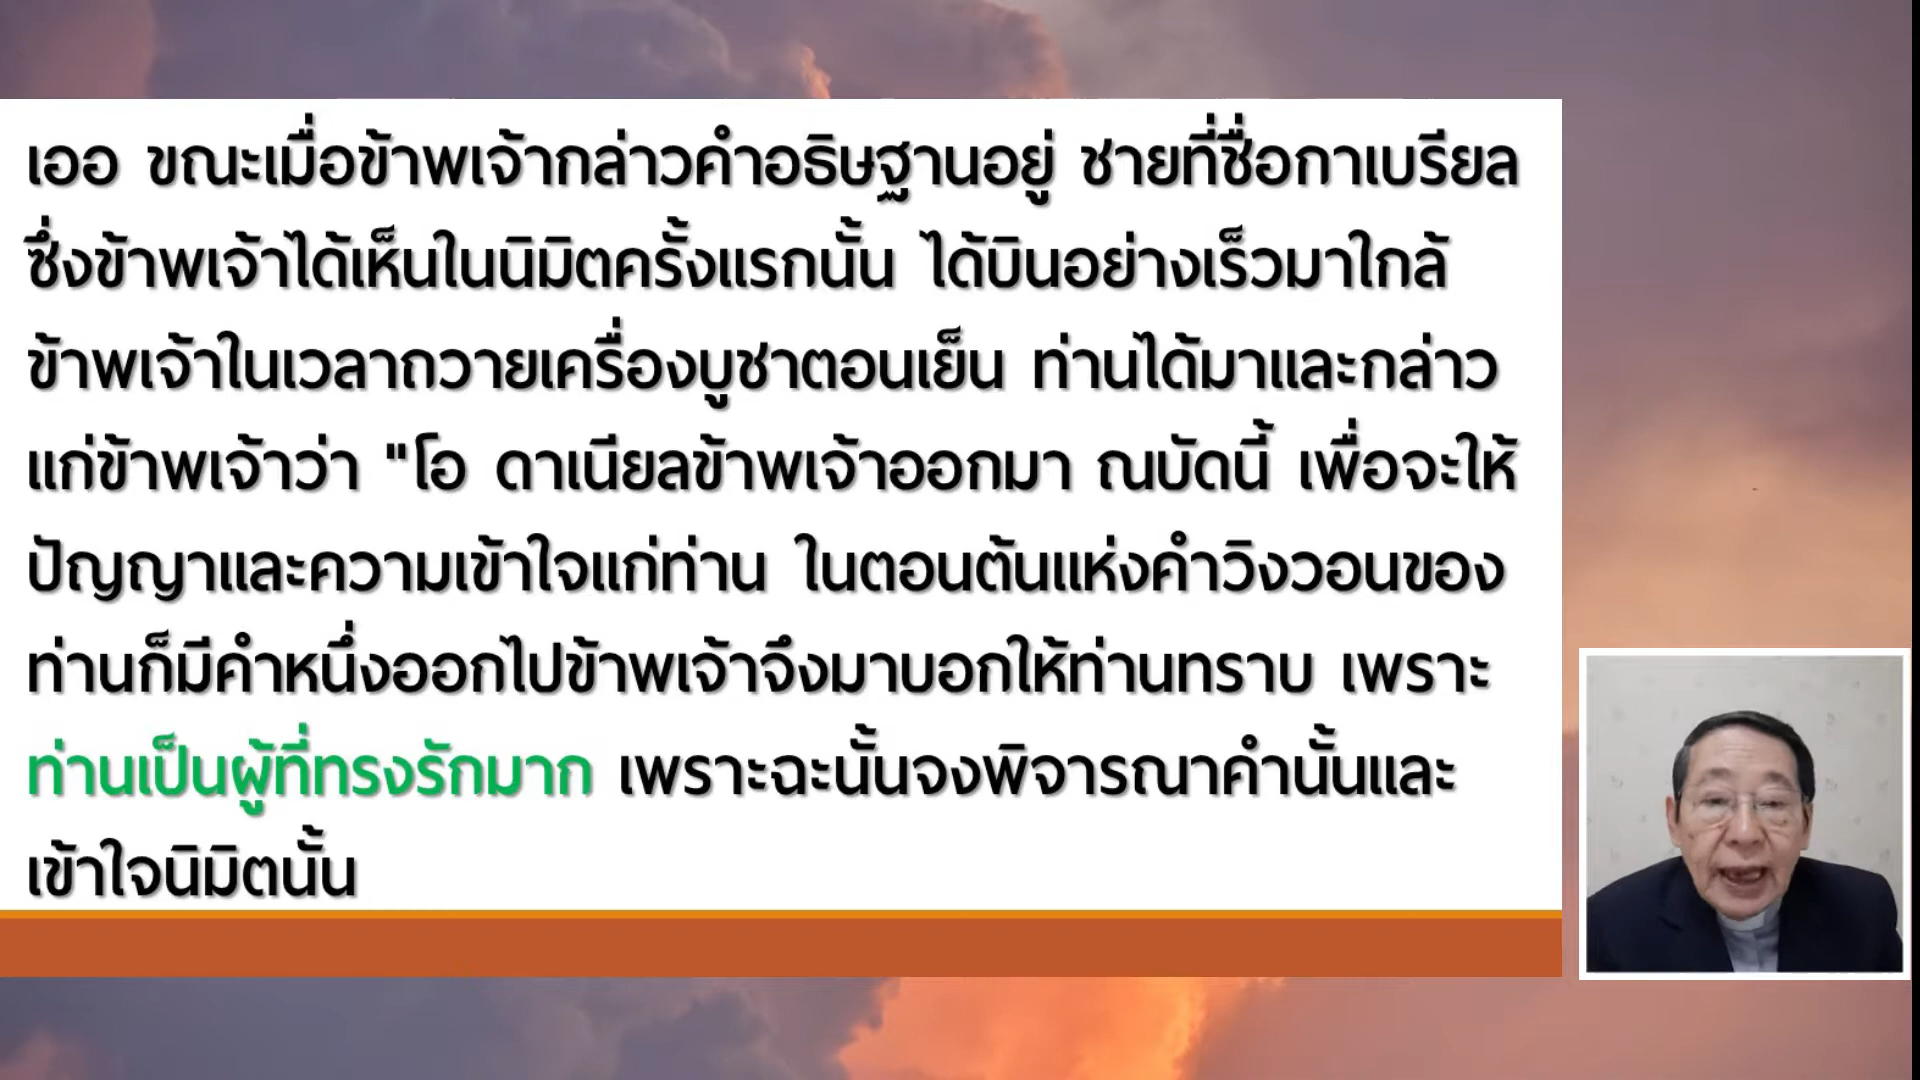 เออ ขณะเมื่อข้าพเจ้ากล่าวคำอธิษฐานอยู่ ชายที่ชื่อกาเบรียล
ซึ่งข้าพเจ้าได้เห็นในนิมิตครั้งแรกนั้น ได้บินอย่างเร็วมาใกล้
ข้าพเจ้าในเวลาถวายเครื่องบูชาตอนเย็น ท่านได้มาและกล่าว
แก่ข้าพเจ้าว่า "โอ ดาเนียลข้าพเจ้าออกมา ณบัดนี้ เพื่อจะให้
ปัญญาและความเข้าใจแก่ท่าน ในตอนต้นแห่งคำวิงวอนของ
ท่านก็มีคำหนึ่งออกไปข้าพเจ้าจึงมาบอกให้ท่านทราบ เพราะ
ท่านเป็นผู้ที่ทรงรักมาก เพราะฉะนั้นจงพิจารณาคำนั้นและ
เข้าใจนิมิตนั้น